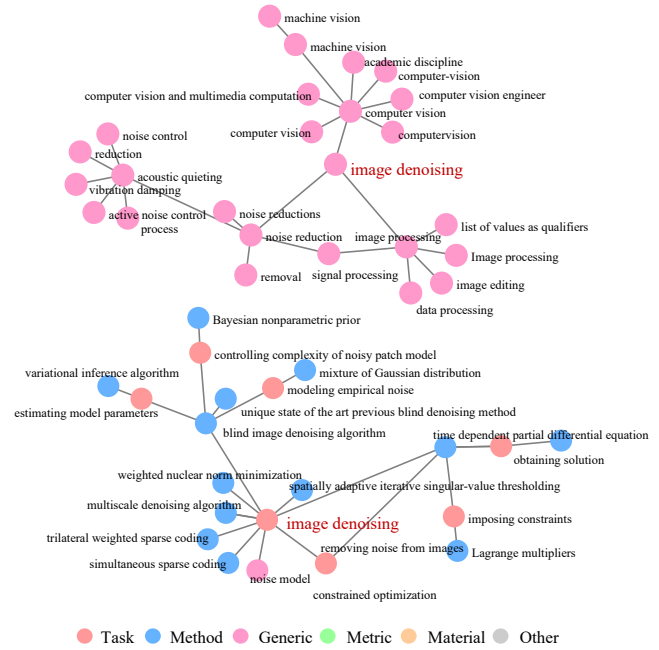 machine vision
machine vision
academic discipline
computer-vision
computer vision and multimedia computation
computer vision engineer
computer vision
computer vision
computervision
noise control
reduction
image denoising
acoustic quieting
vibration damping
active noise control
noise reductions
process
list of values as qualifiers
noise reduction
image processing
Image processing
removal
signal processing
image editing
data processing
Bayesian nonparametric prior
controlling complexity of noisy patch model
variational inference algorithm
mixture of Gaussian distribution
modeling empirical noise
estimating model parameters
unique state of the art previous blind denoising method
blind image denoising algorithm
time dependent partial differential equation
obtaining solution
weighted nuclear norm minimization
spatially adaptive iterative singular-value thresholding
multiscale denoising algorithm
imposing constraints
image denoising
trilateral weighted sparse coding
removing noise from images
Lagrange multipliers
simultaneous sparse coding
noise model
constrained optimization
Task Method Generic Metric Material Other